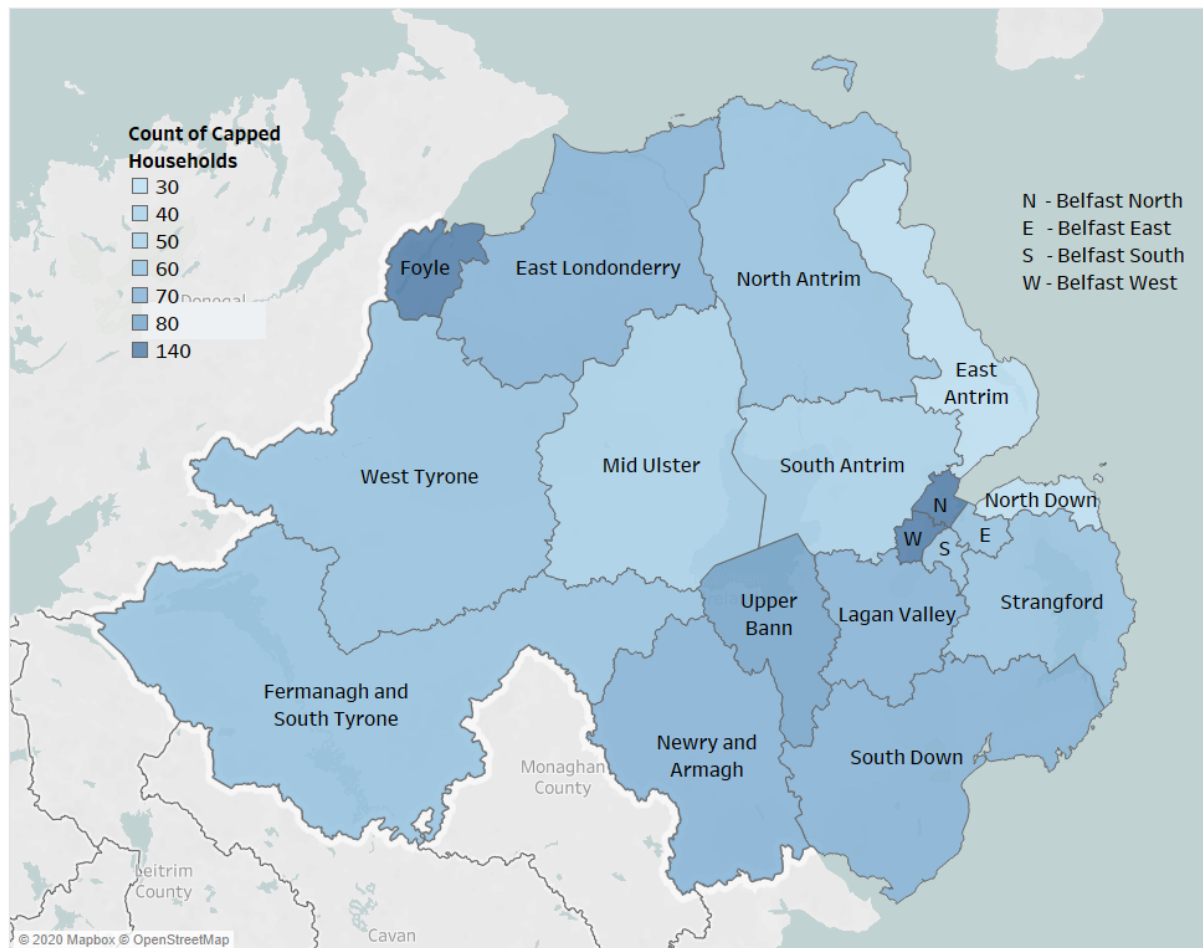 Count of Capped
Households
30
40
50
60
70
80
140
N - Belfast North
E - Belfast East
S - Belfast South
W - Belfast West
Foyle
East Londonderry
North Antrim
Donegal
East
Antrim
West Tyrone
Mid Ulster
South Antrim
North Down
N
W
S
E
Upper
Bann
Lagan Valley
Strangford
Fermanagh and
South Tyrone
Newry and
Armagh
South Down
Monaghan
County
Leitrim
County
Cavan
© 2020 Mapbox © OpenStreetMap